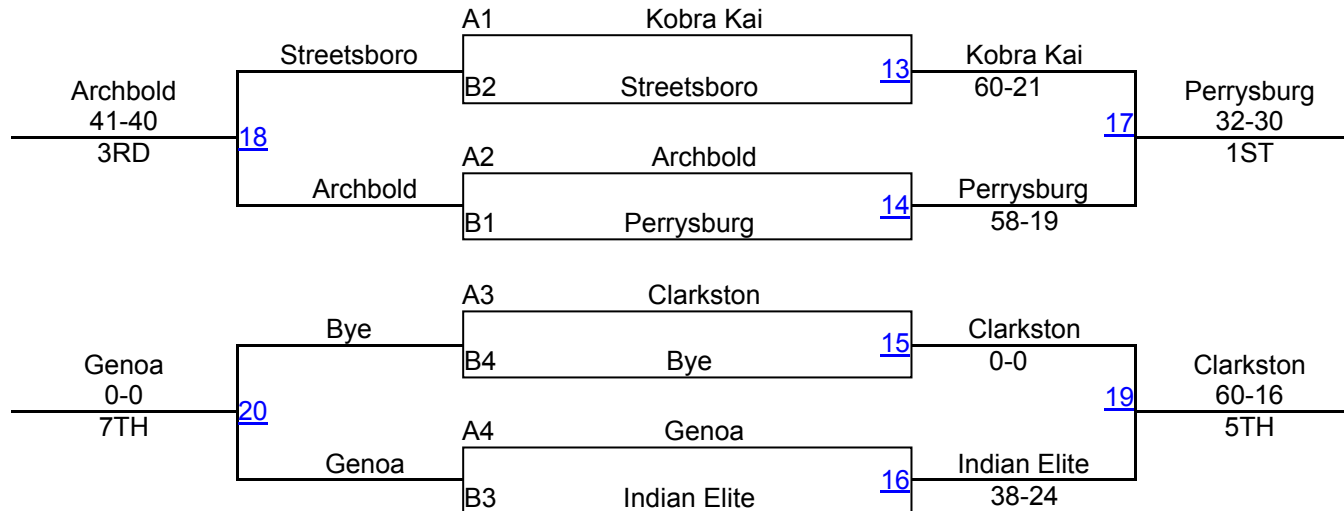 A1 Kobra Kai
Streetsboro 13 Kobra Kai
B2 Streetsboro 60-21
Archbold Perrysburg
41-40 18 17 32-30
3RD A2 Archbold 1ST
Archbold 14 Perrysburg
B1 Perrysburg 58-19
A3 Clarkston
Bye 15 Clarkston
B4 Bye 0-0
Genoa Clarkston
0-0 20 19 60-16
7TH A4 Genoa 5TH
Genoa 16 Indian Elite
B3 Indian Elite 38-24